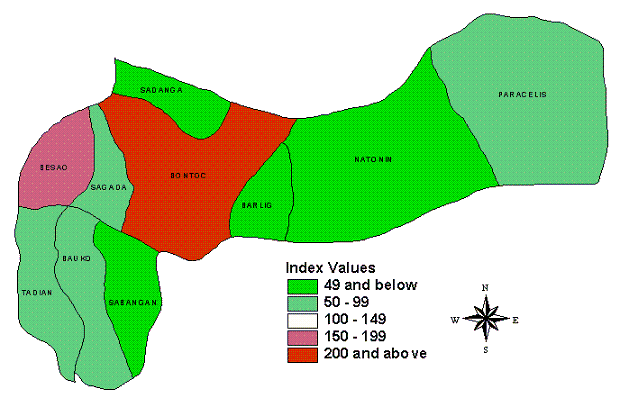 SADANGA
PARACELIS
BESAO
SAGADA
BONTOC
NATONIN
BARLIG
BAUKO
TADIAN
SABANGAN
Index Values
49 and below
50 - 99
100 - 149
150 - 199
200 and above
N
W E
S